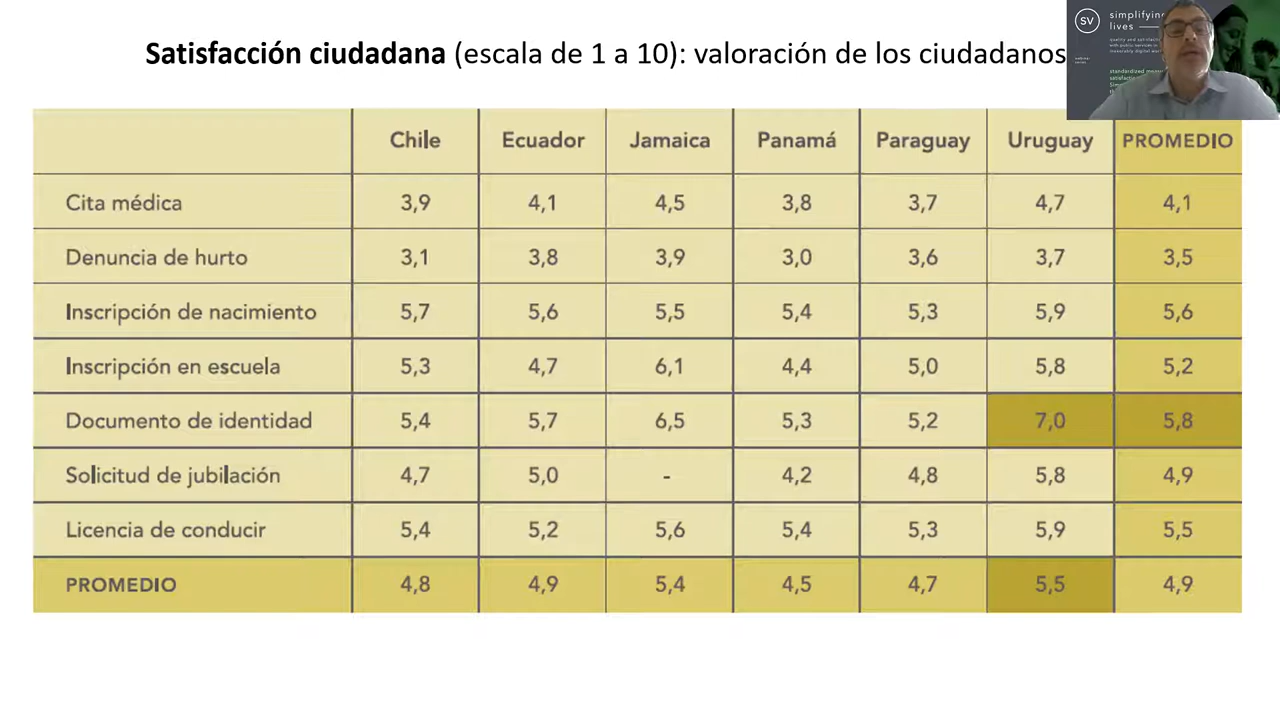 Satisfacción ciudadana (escala de 1 a 10): valoración de los ciudadanos
SV
simplifying
lives
Chile Ecuador Jamaica Panamá Paraguay Uruguay PROMEDIO
Cita médica 3,9 4,1 4,5 3,8 3,7 4,7 4,1
Denuncia de hurto 3,1 3,8 3,9 3,0 3,6 3,7 3,5
Inscripción de nacimiento 5,7 5,6 5,5 5,4 5,3 5,9 5,6
Inscripción en escuela 5,3 4,7 6,1 4,4 5,0 5,8 5,2
Documento de identidad 5,4 5,7 6,5 5,3 5,2 7,0 5,8
Solicitud de jubilación 4,7 5,0 - 4,2 4,8 5,8 4,9
Licencia de conducir 5,4 5,2 5,6 5,4 5,3 5,9 5,5
PROMEDIO 4,8 4,9 5,4 4,5 4,7 5,5 4,9